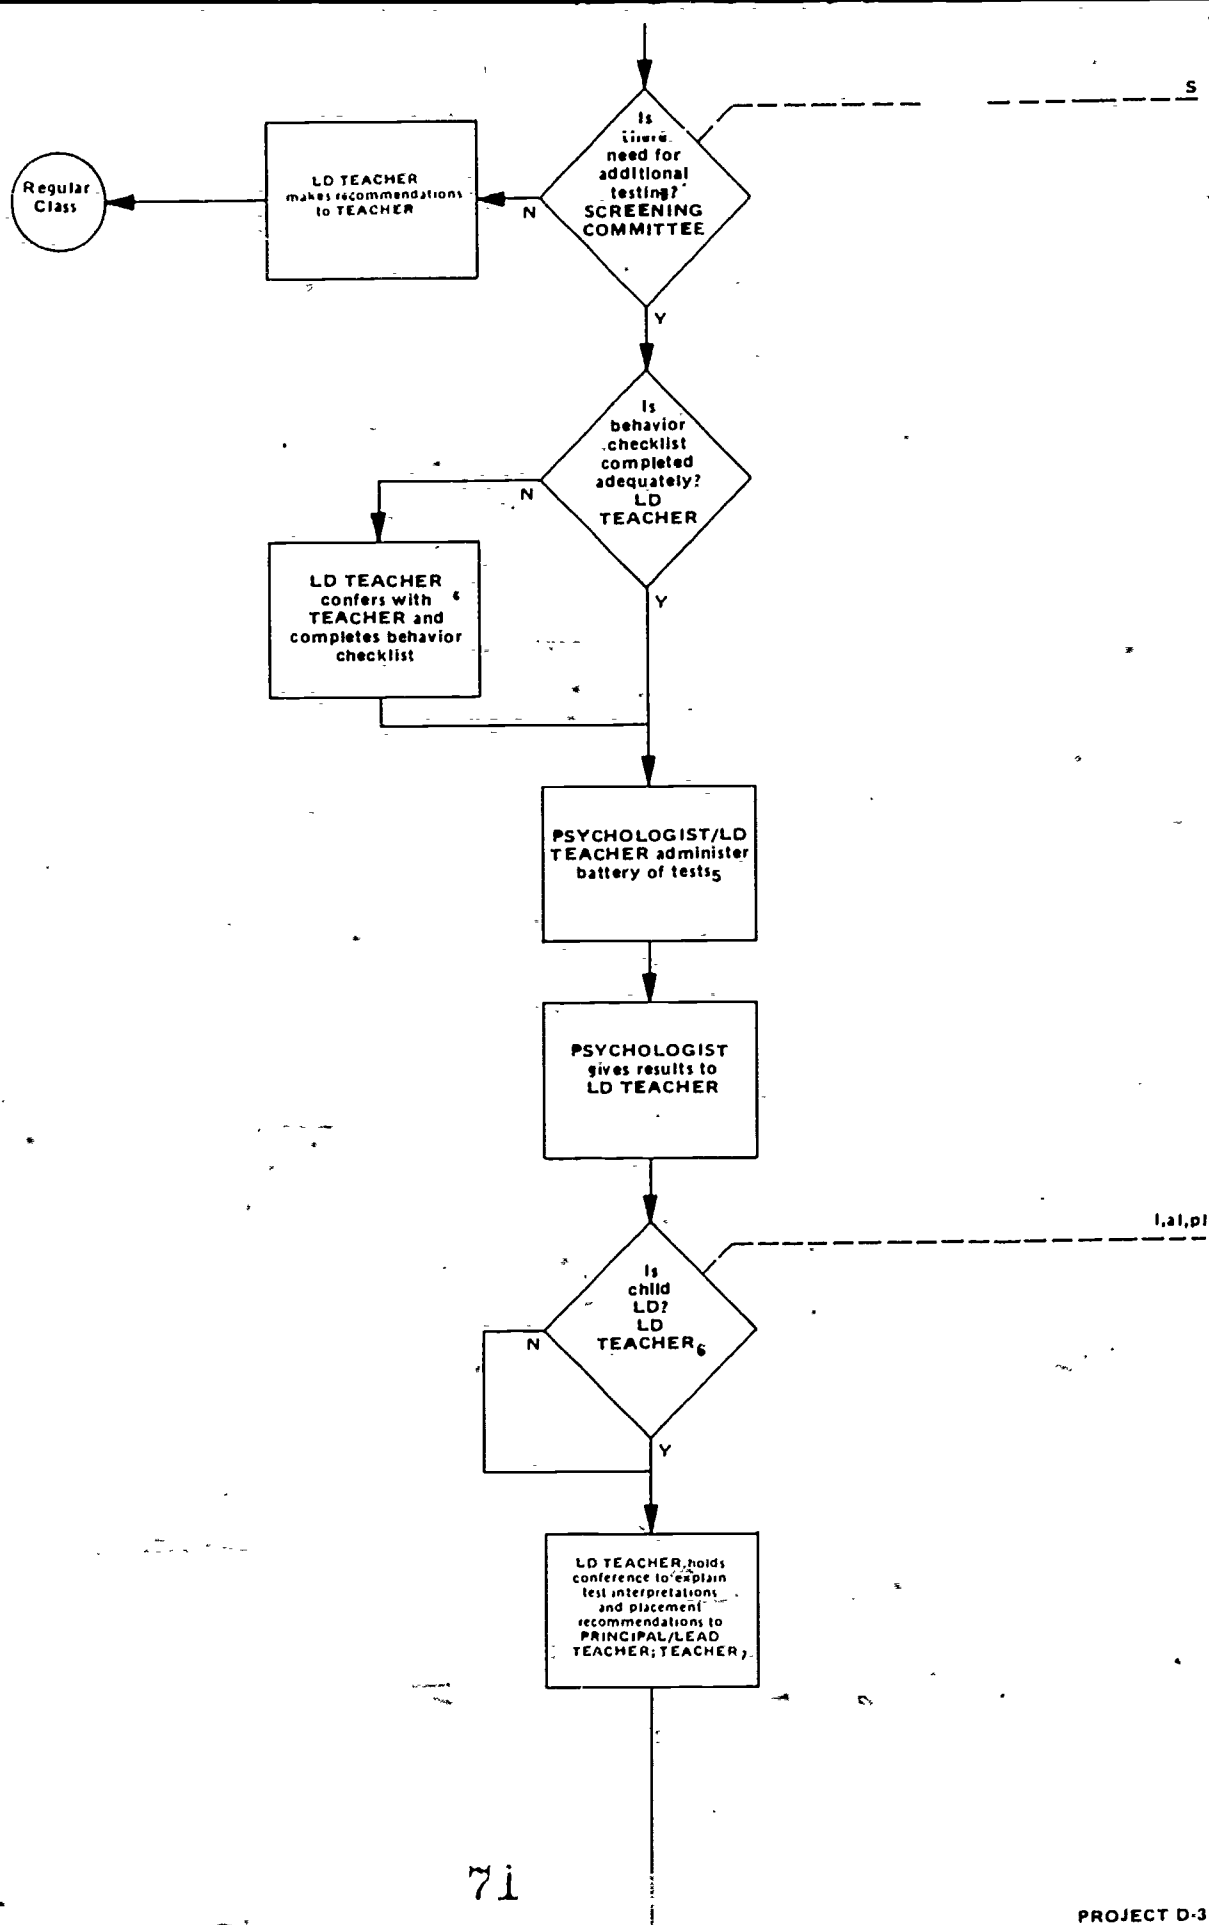 S
Is
there
need for
additional
testing?
SCREENING
COMMITTEE
N
Y
LD TEACHER
makes recommendations
to TEACHER
Regular
Class
Is
behavior
checklist
completed
adequately?
LD
TEACHER
N
Y
LD TEACHER
confers with
TEACHER and
completes behavior
checklist
PSYCHOLOGIST/LD
TEACHER administer
battery of tests5
PSYCHOLOGIST
gives results to
LD TEACHER
I,al,pl
Is
child
LD?
LD
TEACHER6
N
Y
LD TEACHER holds
conference to explain
test interpretations
and placement
recommendations to
PRINCIPAL/LEAD
TEACHER; TEACHER7
71
PROJECT D-3